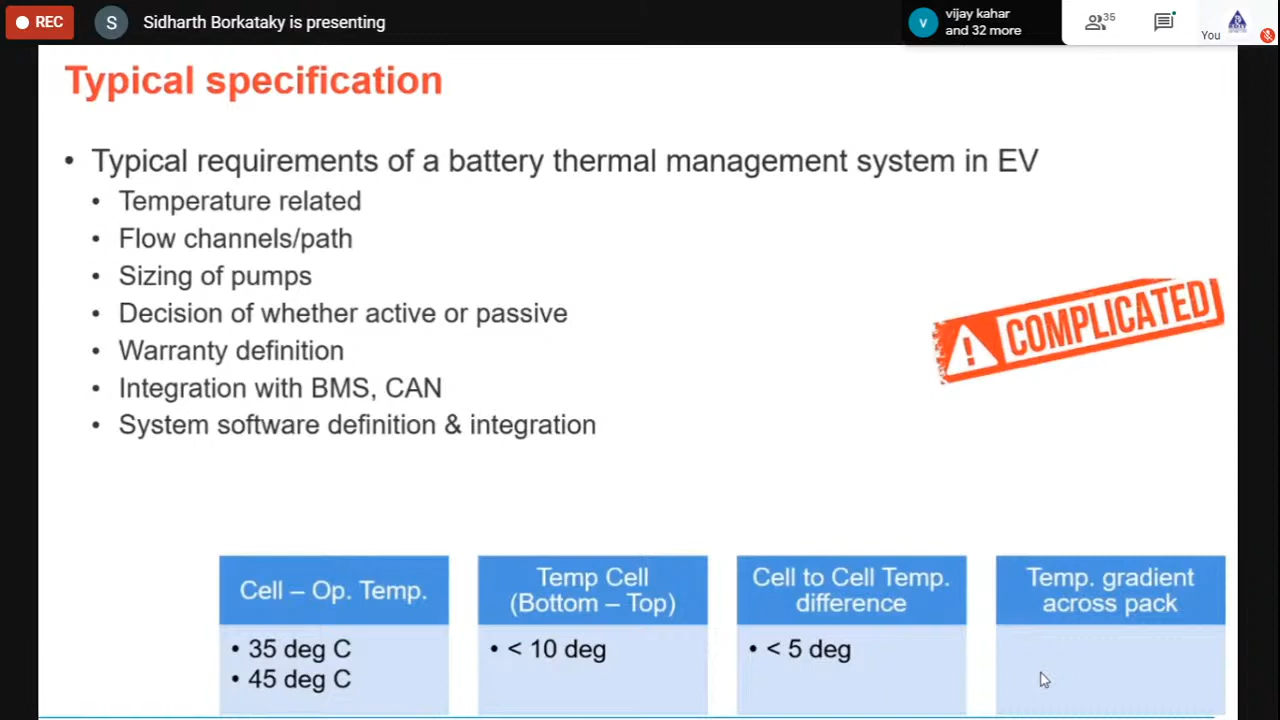 REC
S
Sidharth Borkataky is presenting
v
vijay kahar
and 32 more
35
You
Typical specification
• Typical requirements of a battery thermal management system in EV
• Temperature related
• Flow channels/path
• Sizing of pumps
• Decision of whether active or passive
• Warranty definition
• Integration with BMS, CAN
• System software definition & integration
! COMPLICATED
Cell – Op. Temp.
• 35 deg C
• 45 deg C
Temp Cell
(Bottom – Top)
• < 10 deg
Cell to Cell Temp.
difference
• < 5 deg
Temp. gradient
across pack